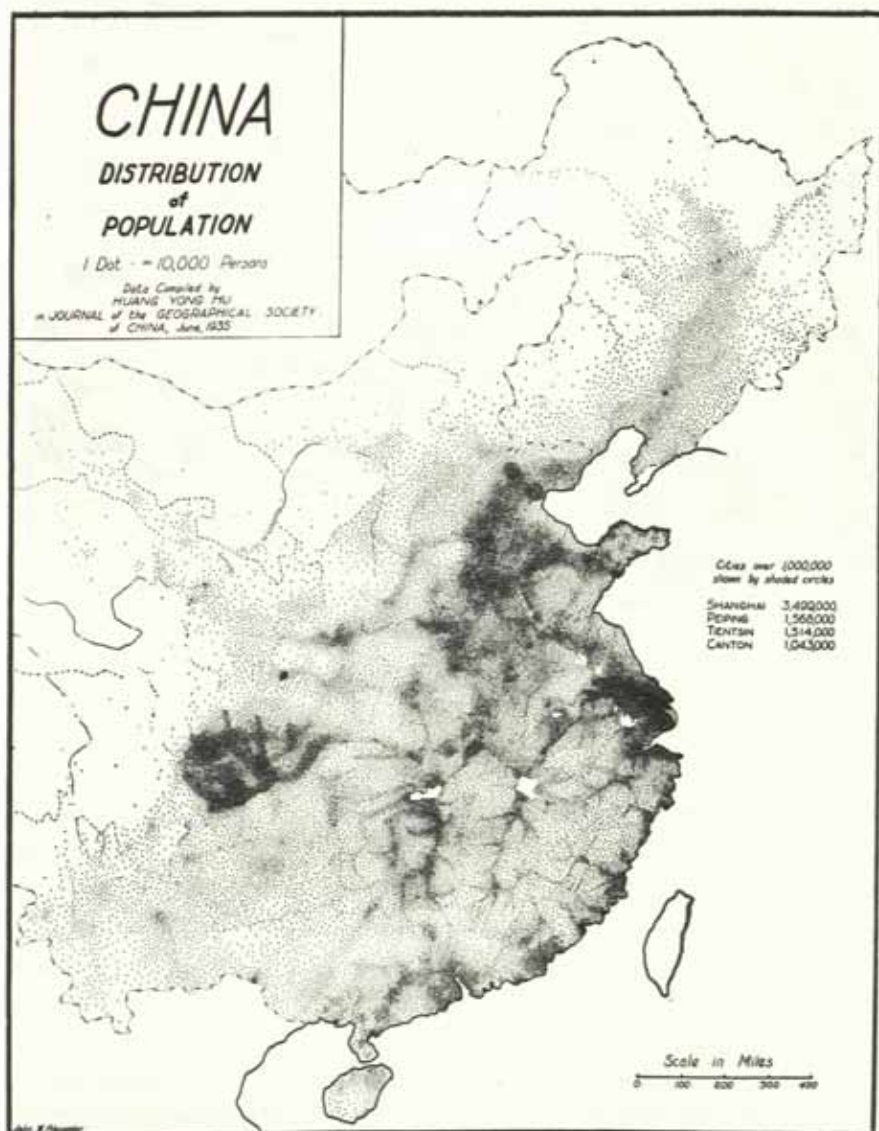 CHINA
DISTRIBUTION
of
POPULATION
1 Dot · = 10,000 Persons
Data Compiled by
HUANG YONG HU
in JOURNAL of the GEOGRAPHICAL SOCIETY
of CHINA, June, 1935
Cities over 1,000,000
shown by shaded circles
SHANGHAI 3,490,000
PEIPING 1,568,000
TIENTSIN 1,314,000
CANTON 1,043,000
Scale in Miles
0 100 200 300 400
John W